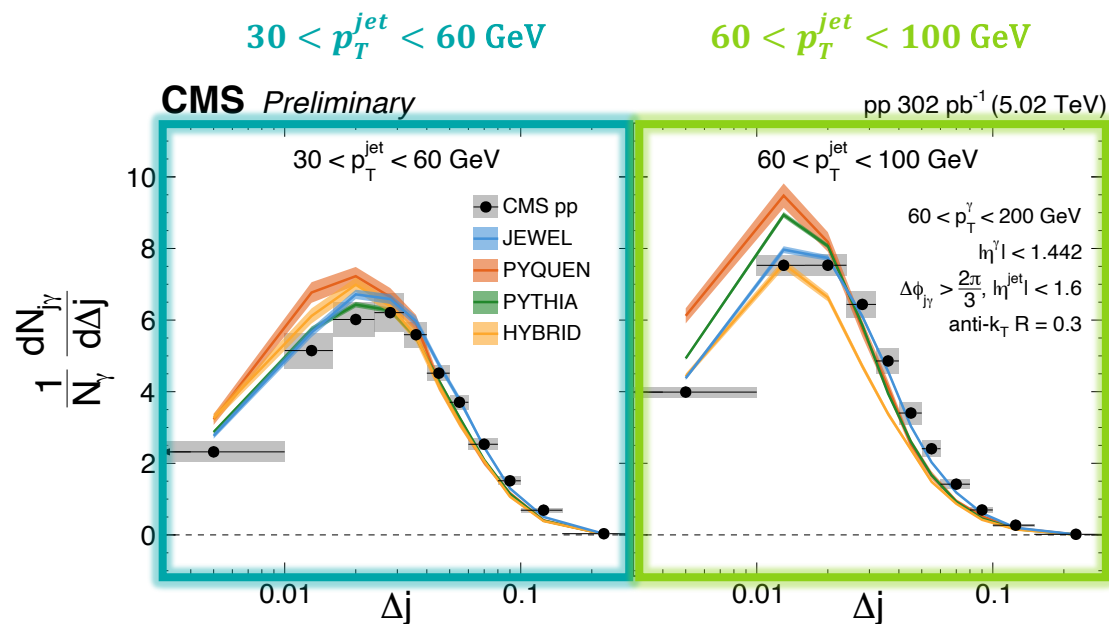 30 < p_T^jet < 60 GeV
60 < p_T^jet < 100 GeV
CMS Preliminary
pp 302 pb⁻¹ (5.02 TeV)
30 < p_T^jet < 60 GeV
CMS pp
JEWEL
PYQUEN
PYTHIA
HYBRID
60 < p_T^jet < 100 GeV
60 < p_T^γ < 200 GeV
|η^γ| < 1.442
Δϕ_jγ > 2π/3, |η^jet| < 1.6
anti-k_T R = 0.3
1/N_γ dN_jγ/dΔj
10
8
6
4
2
0
0.01 0.1
0.01 0.1
Δj
Δj